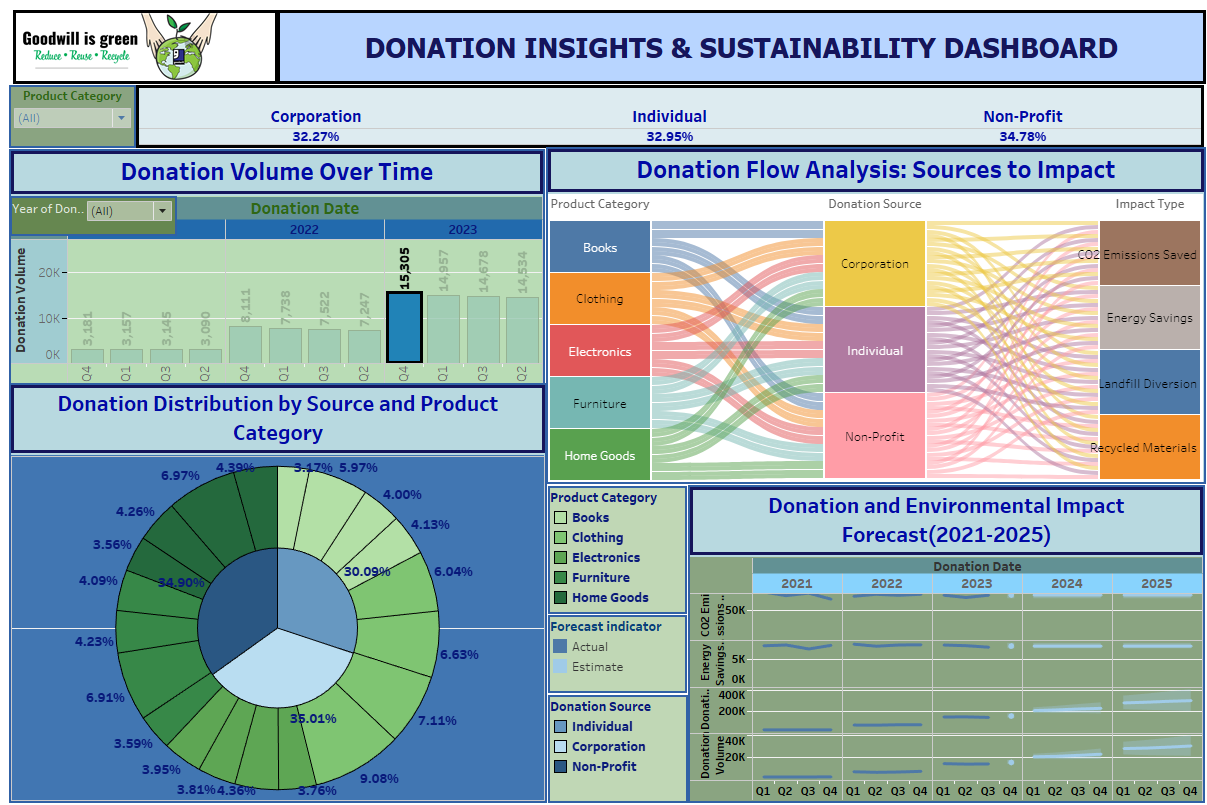 Goodwill is green
Reduce • Reuse • Recycle
DONATION INSIGHTS & SUSTAINABILITY DASHBOARD
Product Category
(All)
Corporation
Individual
Non-Profit
32.27%
32.95%
34.78%
Donation Volume Over Time
Year of Don..
(All)
Donation Date
2022
2023
Donation Volume
20K
10K
0K
3,181
3,157
3,145
3,090
8,111
7,738
7,522
7,247
15,305
14,957
14,678
14,534
Q4
Q1
Q3
Q2
Q4
Q1
Q3
Q2
Q4
Q1
Q3
Q2
Donation Flow Analysis: Sources to Impact
Product Category
Donation Source
Impact Type
Books
Clothing
Electronics
Furniture
Home Goods
Corporation
Individual
Non-Profit
CO2 Emissions Saved
Energy Savings
Landfill Diversion
Recycled Materials
Donation Distribution by Source and Product
Category
4.39%
3.17%
5.97%
6.97%
4.00%
4.26%
4.13%
3.56%
6.04%
4.09%
34.90%
30.09%
4.23%
6.63%
6.91%
35.01%
7.11%
3.59%
3.95%
9.08%
3.81%
4.36%
3.76%
Product Category
Books
Clothing
Electronics
Furniture
Home Goods
Forecast indicator
Actual
Estimate
Donation Source
Individual
Corporation
Non-Profit
Donation and Environmental Impact
Forecast(2021-2025)
Donation Date
2021
2022
2023
2024
2025
CO2 Emi
ssions ..
50K
Energy
Savings..
5K
0K
Donati..
400K
200K
Donation
Volume
40K
20K
Q1 Q2 Q3 Q4 Q1 Q2 Q3 Q4 Q1 Q2 Q3 Q4 Q1 Q2 Q3 Q4 Q1 Q2 Q3 Q4